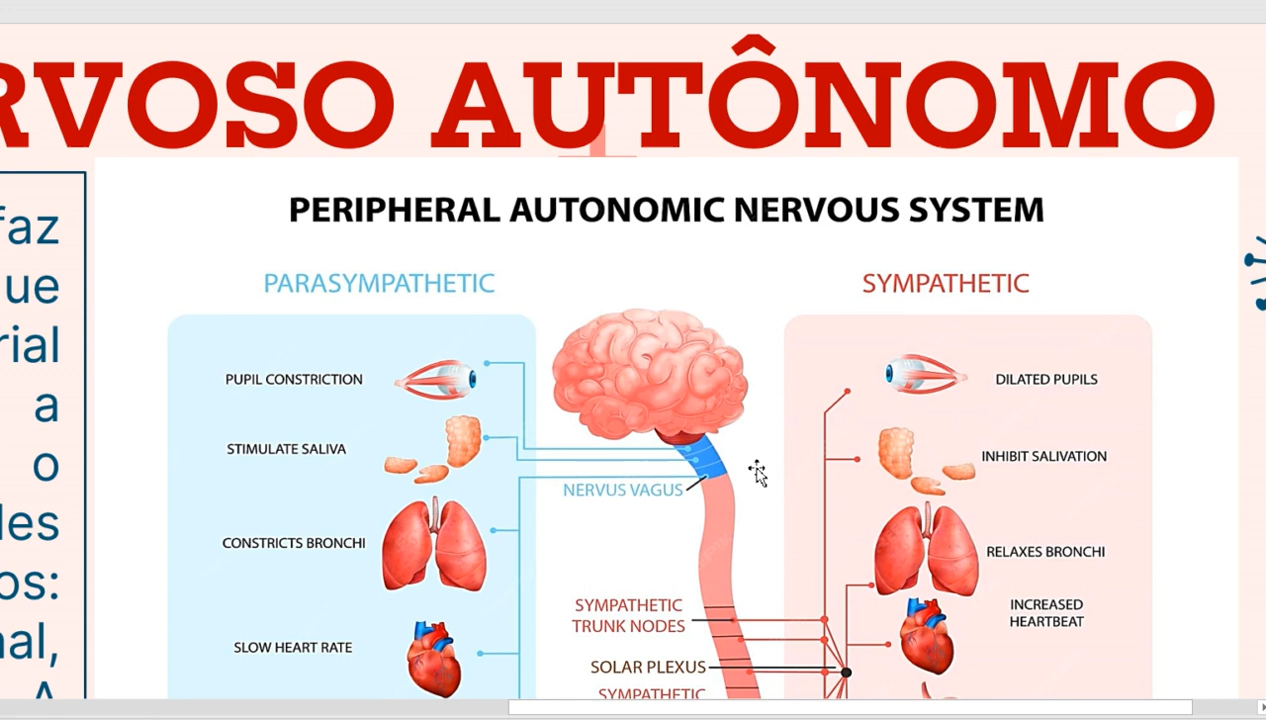 RVOSO AUTÔNOMO
faz
ue
rial
a
o
les
os:
nal,
A
PERIPHERAL AUTONOMIC NERVOUS SYSTEM
PARASYMPATHETIC
PUPIL CONSTRICTION
STIMULATE SALIVA
CONSTRICTS BRONCHI
SLOW HEART RATE
NERVUS VAGUS
SYMPATHETIC
TRUNK NODES
SOLAR PLEXUS
SYMPATHETIC
SYMPATHETIC
DILATED PUPILS
INHIBIT SALIVATION
RELAXES BRONCHI
INCREASED
HEARTBEAT